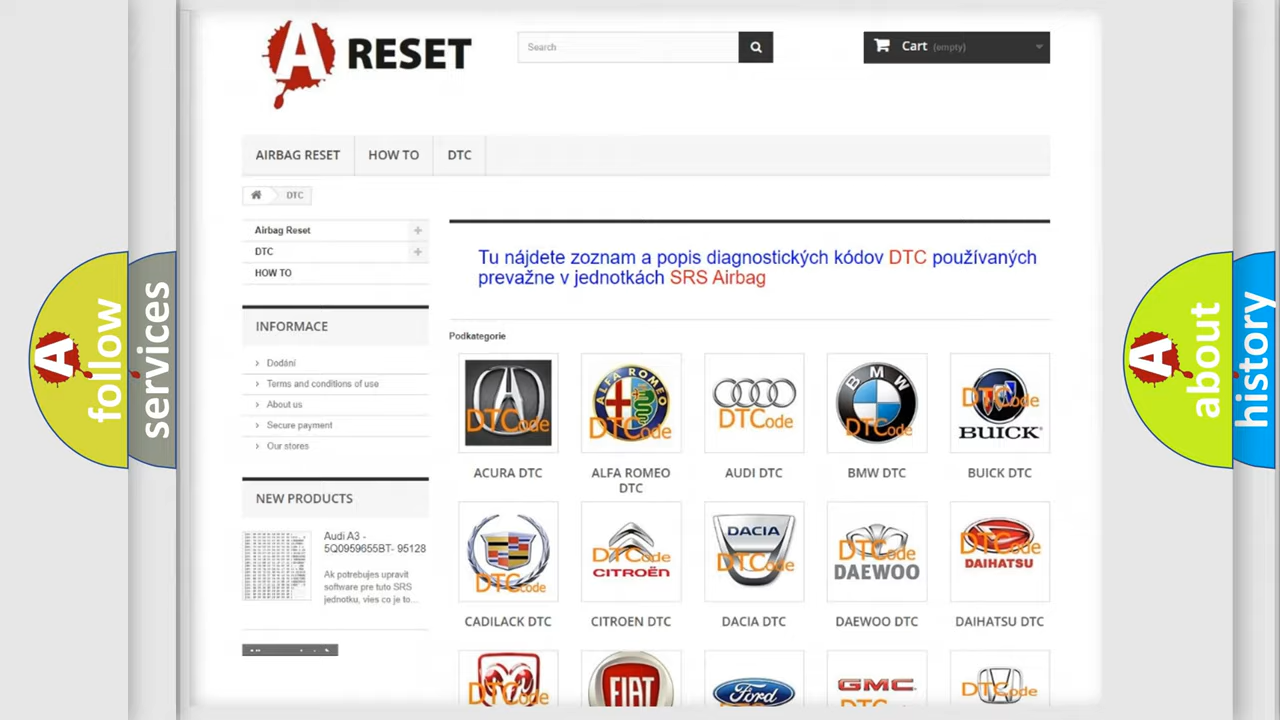 A RESET
Search
Cart (empty)
AIRBAG RESET
HOW TO
DTC
DTC
Airbag Reset
DTC
HOW TO
INFORMACE
Dodání
Terms and conditions of use
About us
Secure payment
Our stores
NEW PRODUCTS
Audi A3 -
5Q0959655BT- 95128
Ak potrebujes upravit
software pre tuto SRS
jednotku, vies co je to...
Tu nájdete zoznam a popis diagnostických kódov DTC používaných
prevažne v jednotkách SRS Airbag
Podkategorie
DTCode
ALFA ROMEO
DTCode
DTCode
BMW
DTCode
DTCode
BUICK
ACURA DTC
ALFA ROMEO
DTC
AUDI DTC
BMW DTC
BUICK DTC
DTCode
DTCode
CITROËN
DACIA
DTCode
DTCode
DAEWOO
DTCode
DAIHATSU
CADILACK DTC
CITROEN DTC
DACIA DTC
DAEWOO DTC
DAIHATSU DTC
DTCode
FIAT
Ford
GMC
DTCode
A follow
services
A about
history